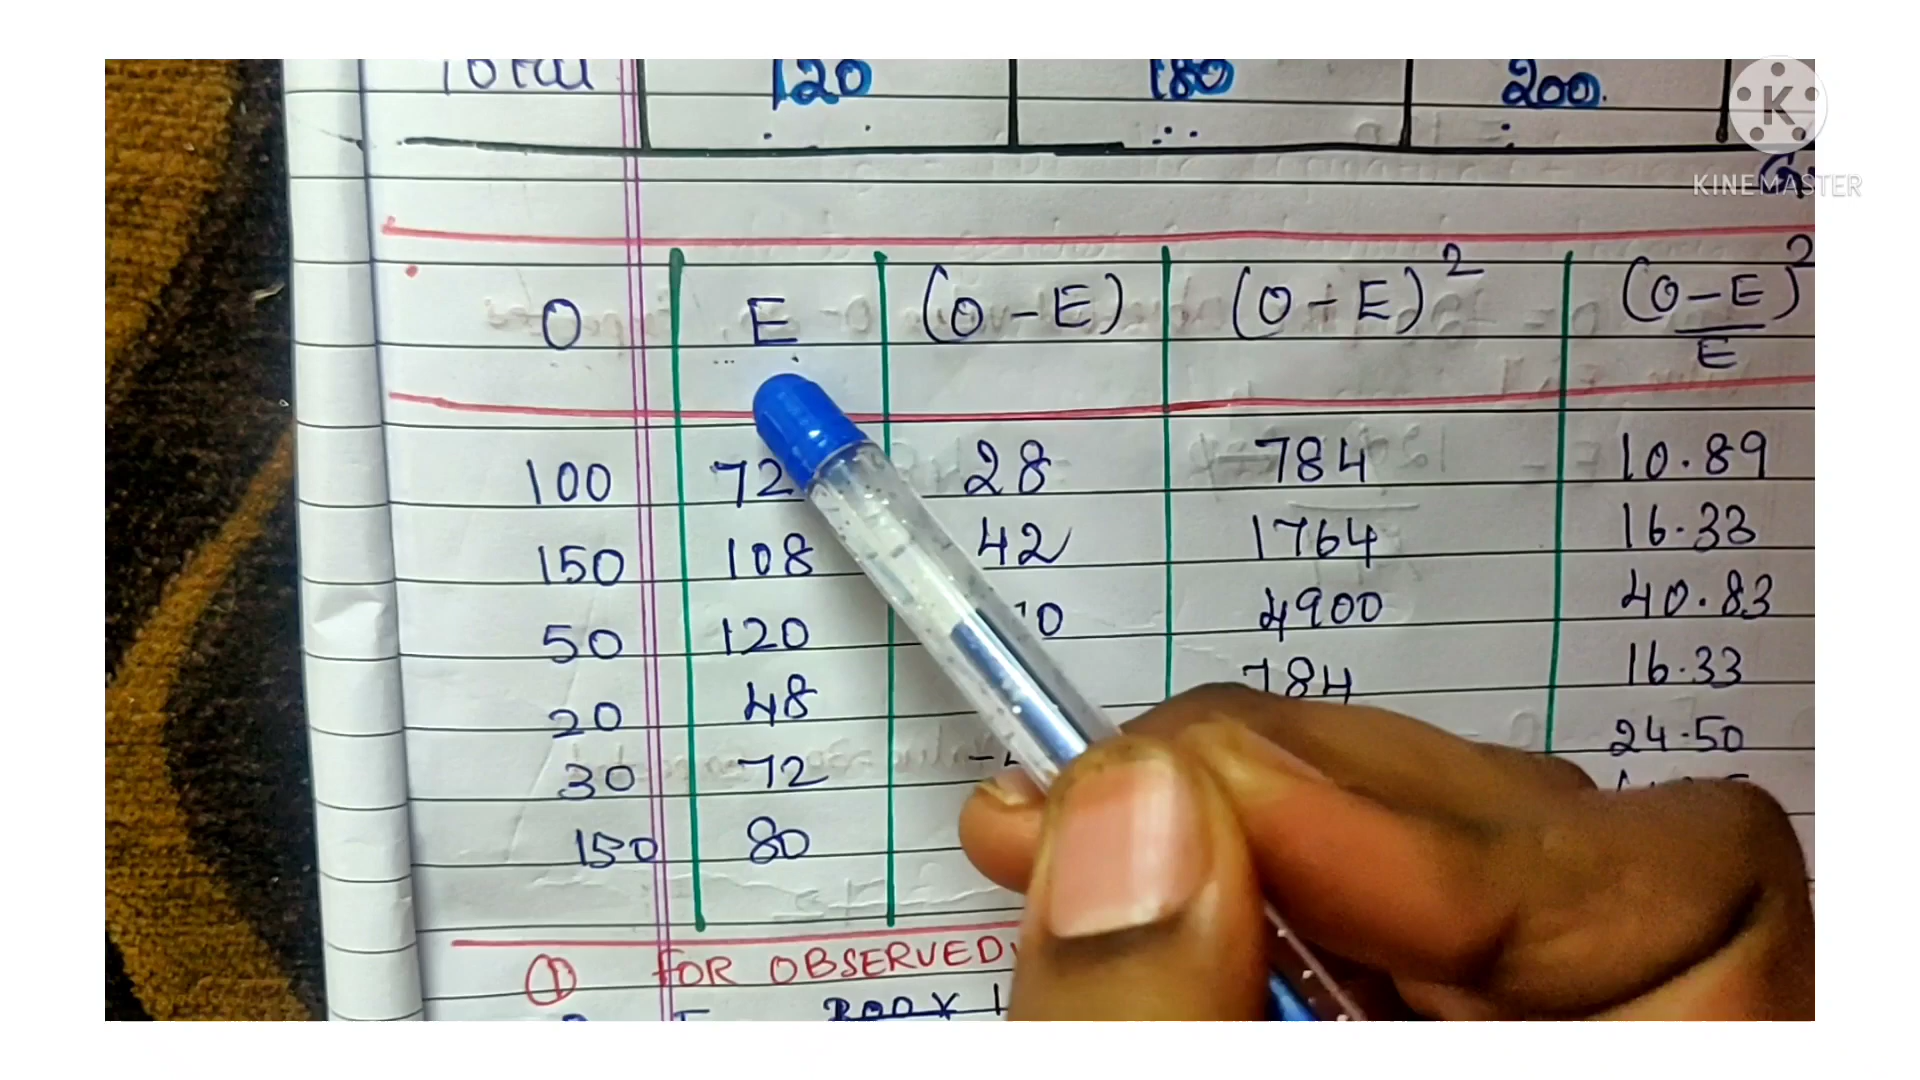 Total 120 180 200.
K
KINEMASTER
O E (O-E) (O-E)² (O-E)²/E
100 72 28 784 10.89
150 108 42 1764 16.33
50 120 4900 40.83
20 48 784 16.33
30 72 24.50
150 80
① FOR OBSERVED